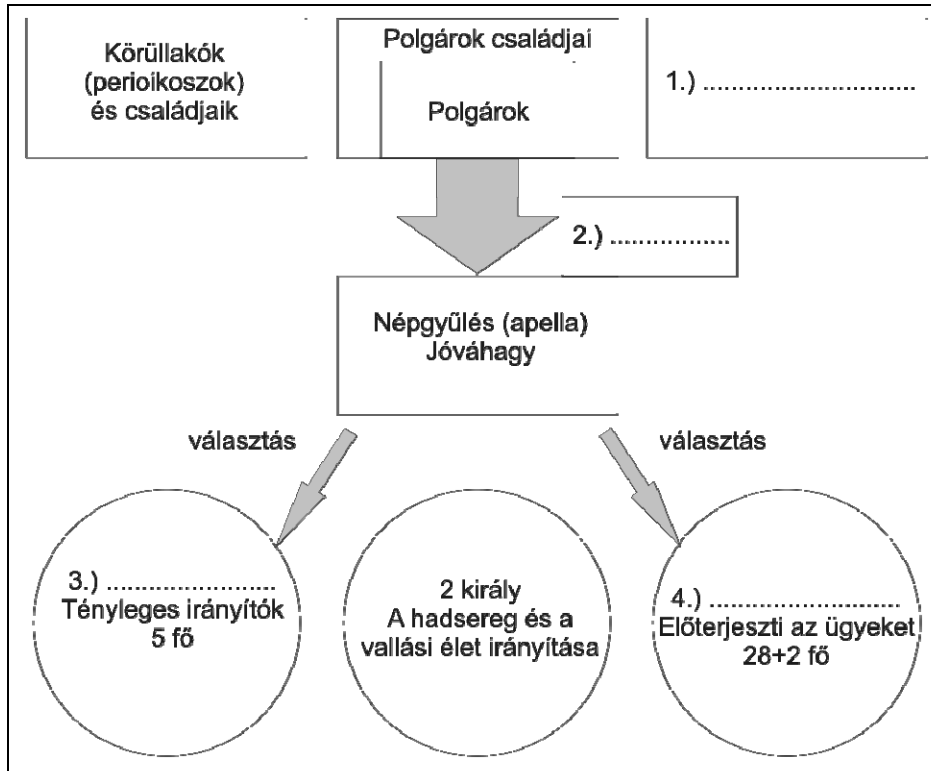 Körüllakók
(perioikoszok)
és családjaik
Polgárok családjai
Polgárok
1.) ..............................
2.) .................
Népgyűlés (apella)
Jóváhagy
választás
választás
3.) .......................
Tényleges irányítók
5 fő
2 király
A hadsereg és a
vallási élet irányítása
4.) ...........................
Előterjeszti az ügyeket
28+2 fő